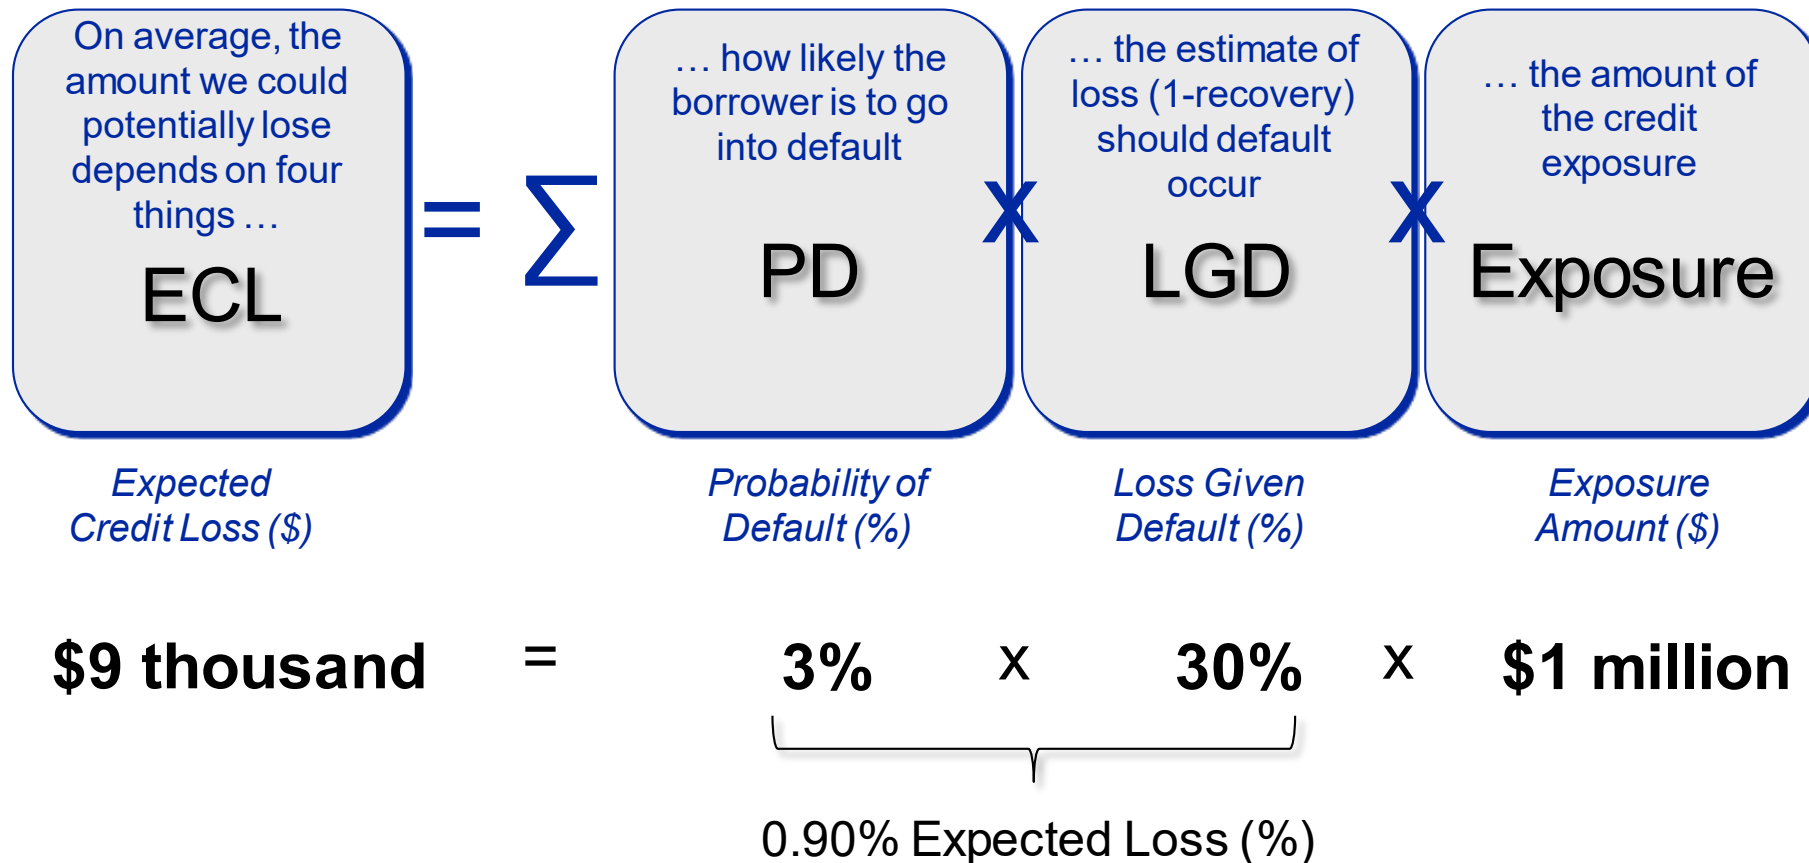 On average, the
amount we could
potentially lose
depends on four
things …
ECL
= ∑
… how likely the
borrower is to go
into default
PD
x
… the estimate of
loss (1-recovery)
should default
occur
LGD
x
… the amount of
the credit
exposure
Exposure
Expected
Credit Loss ($)
Probability of
Default (%)
Loss Given
Default (%)
Exposure
Amount ($)
$9 thousand = 3% x 30% x $1 million
0.90% Expected Loss (%)